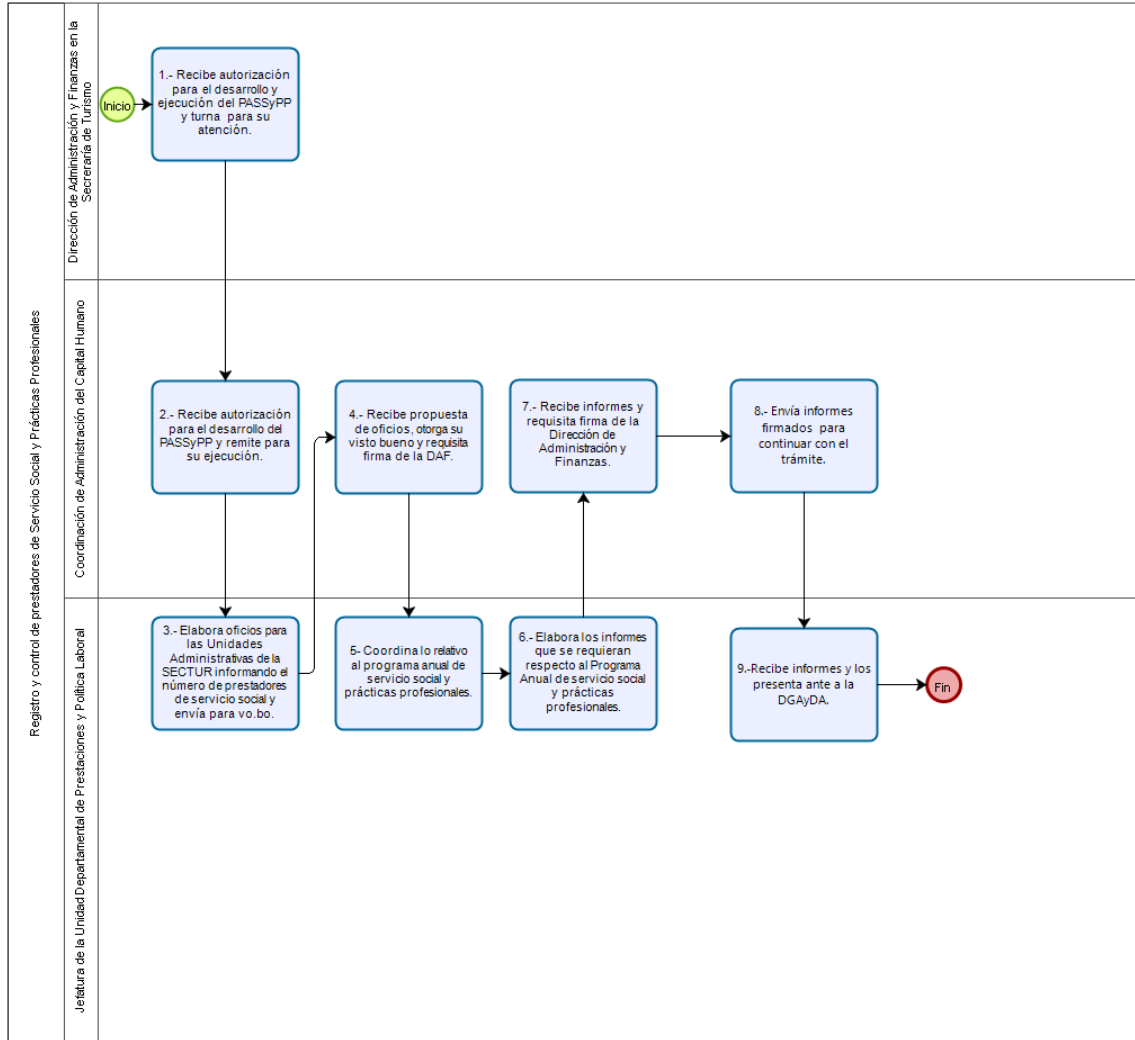 Registro y control de prestadores de Servicio Social y Prácticas Profesionales
Dirección de Administración y Finanzas en la
Secreraría de Turismo
Inicio
1.- Recibe autorización
para el desarrollo y
ejecución del PASSyPP
y turna para su
atención.
Coordinación de Administración del Capital Humano
2.- Recibe autorización
para el desarrollo del
PASSyPP y remite para
su ejecución.
4.- Recibe propuesta
de oficios, otorga su
visto bueno y requisita
firma de la DAF.
7.- Recibe informes y
requisita firma de la
Dirección de
Administración y
Finanzas.
8.- Envía informes
firmados para
continuar con el
trámite.
Jefatura de la Unidad Departamental de Prestaciones y Política Laboral
3.- Elabora oficios para
las Unidades
Administrativas de la
SECTUR informando el
número de prestadores
de servicio social y
envía para vo.bo.
5- Coordina lo relativo
al programa anual de
servicio social y
prácticas profesionales.
6.- Elabora los informes
que se requieran
respecto al Programa
Anual de servicio social
y prácticas
profesionales.
9.-Recibe informes y los
presenta ante a la
DGAyDA.
Fin